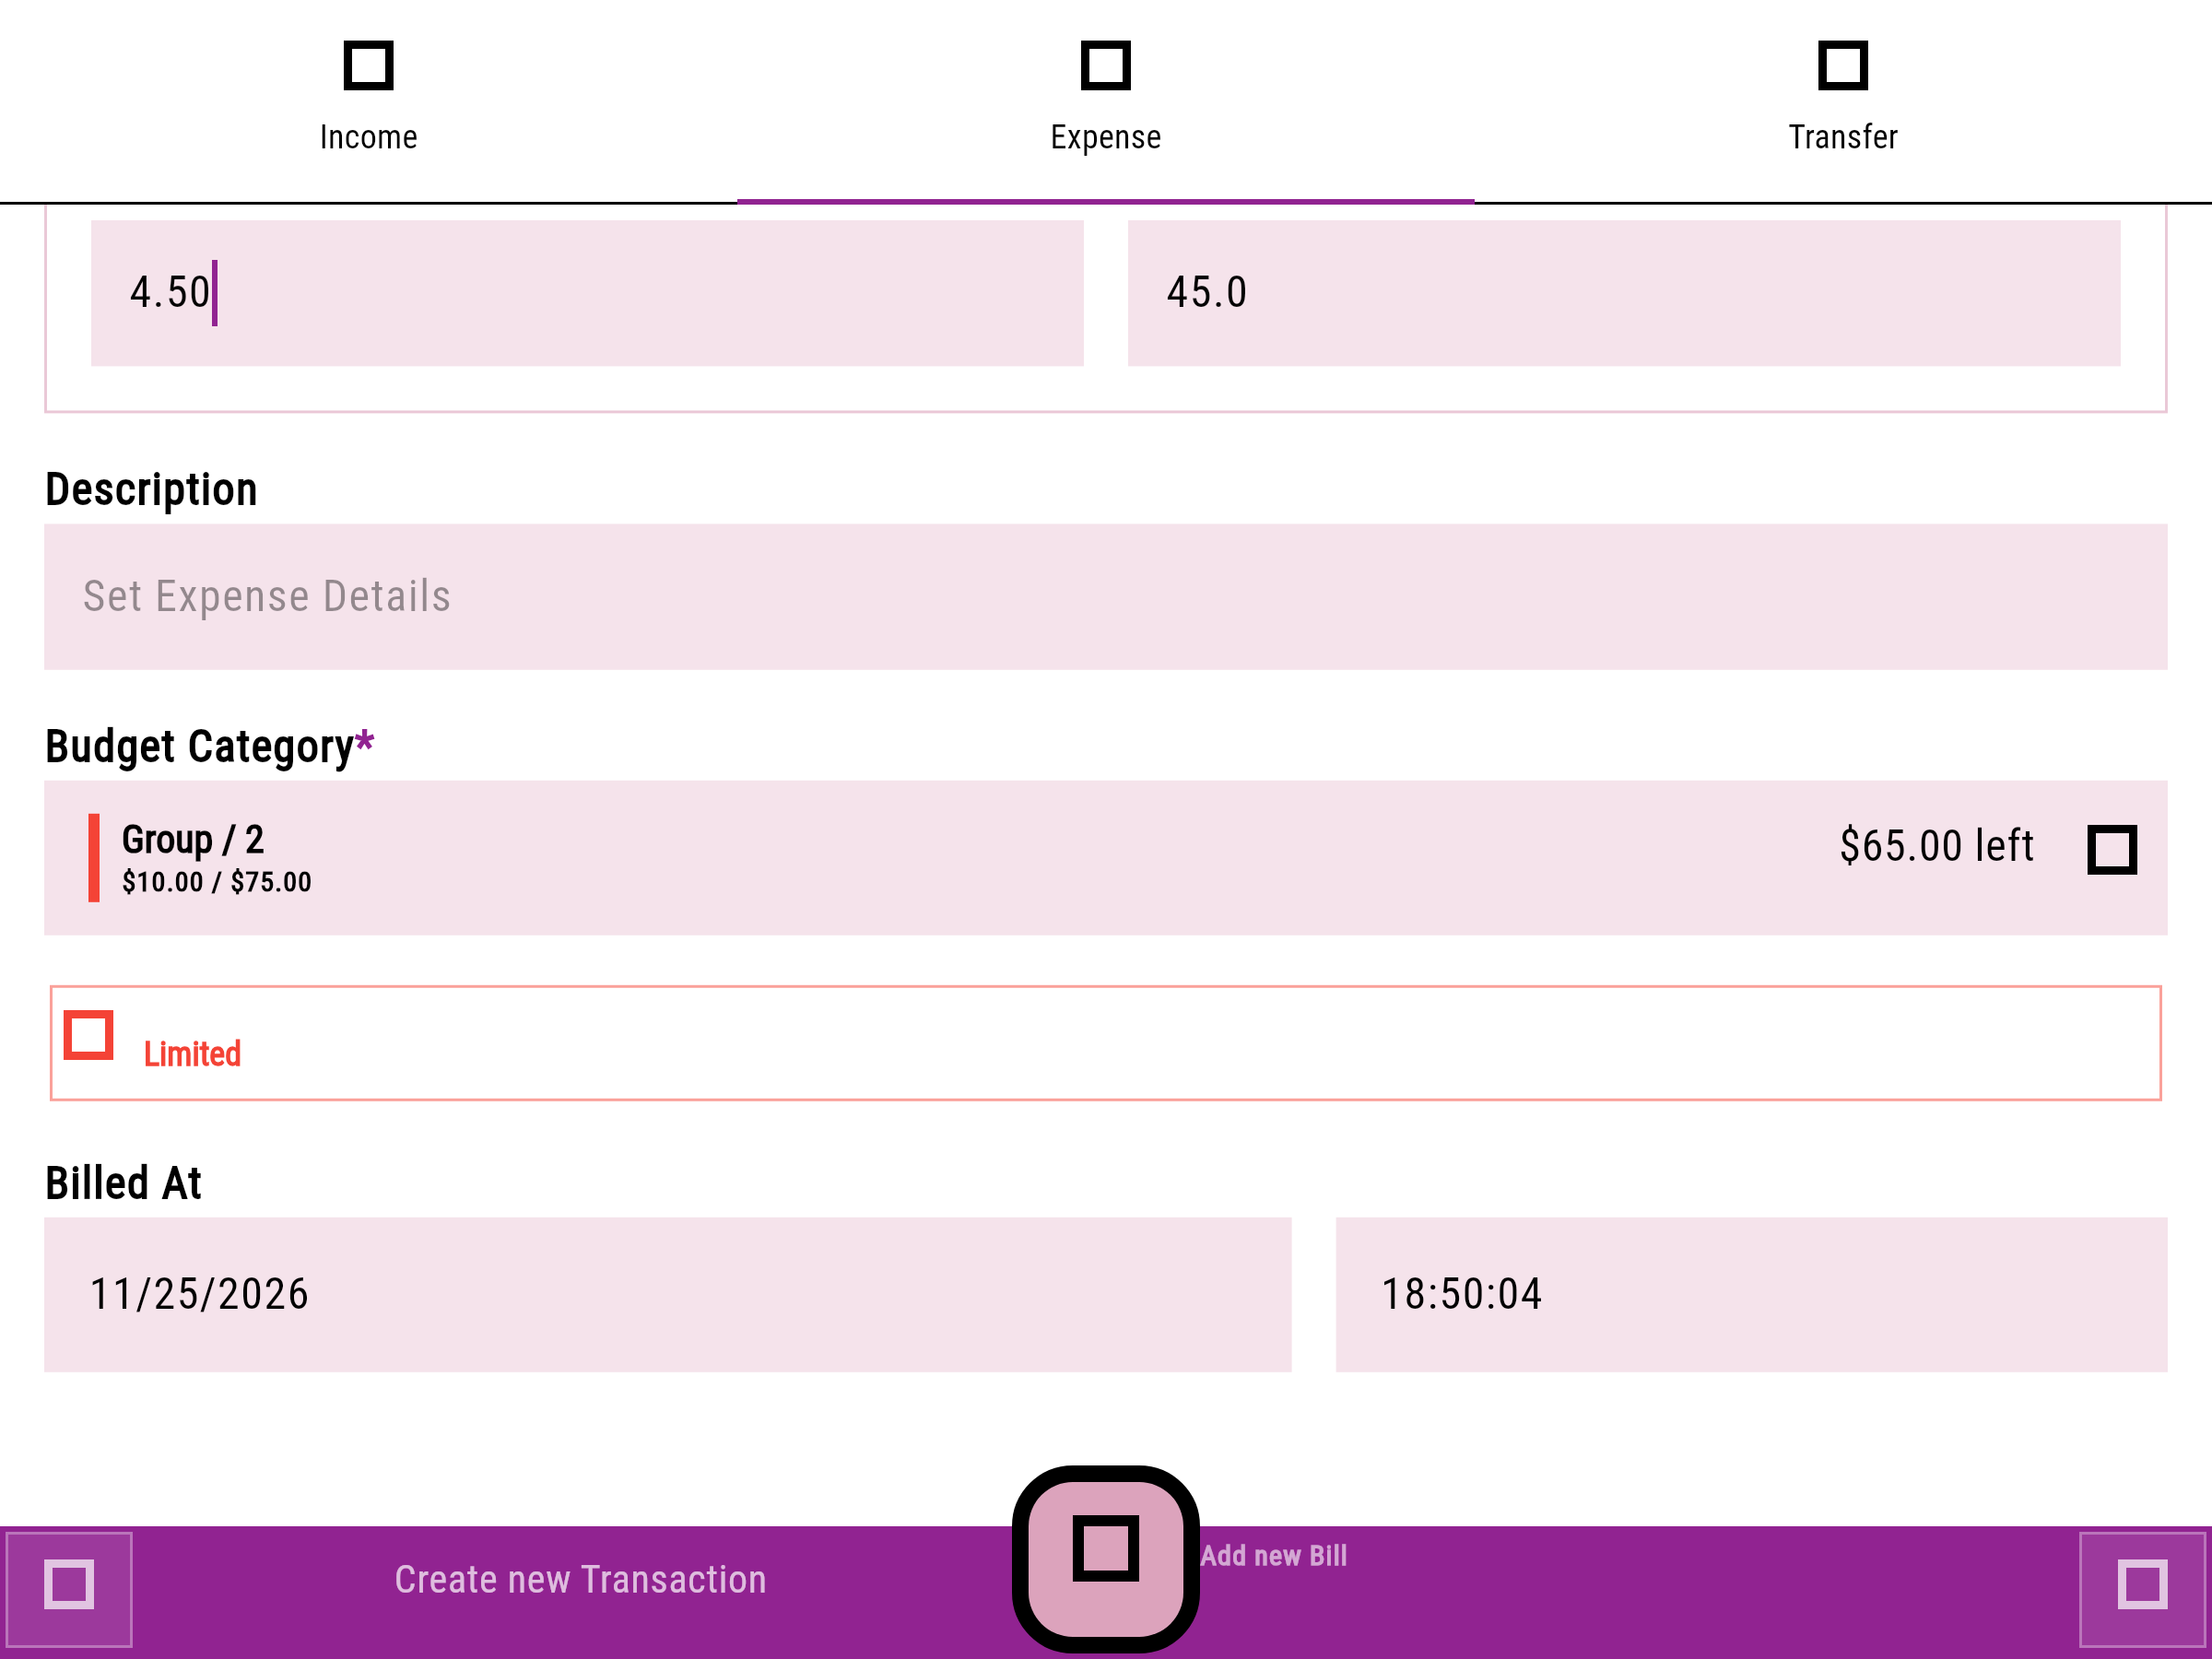 Income
Expense
Transfer
4.50
45.0
Description
Set Expense Details
Budget Category*
Group / 2
$10.00 / $75.00
$65.00 left
Limited
Billed At
11/25/2026
18:50:04
Create new Transaction
Add new Bill